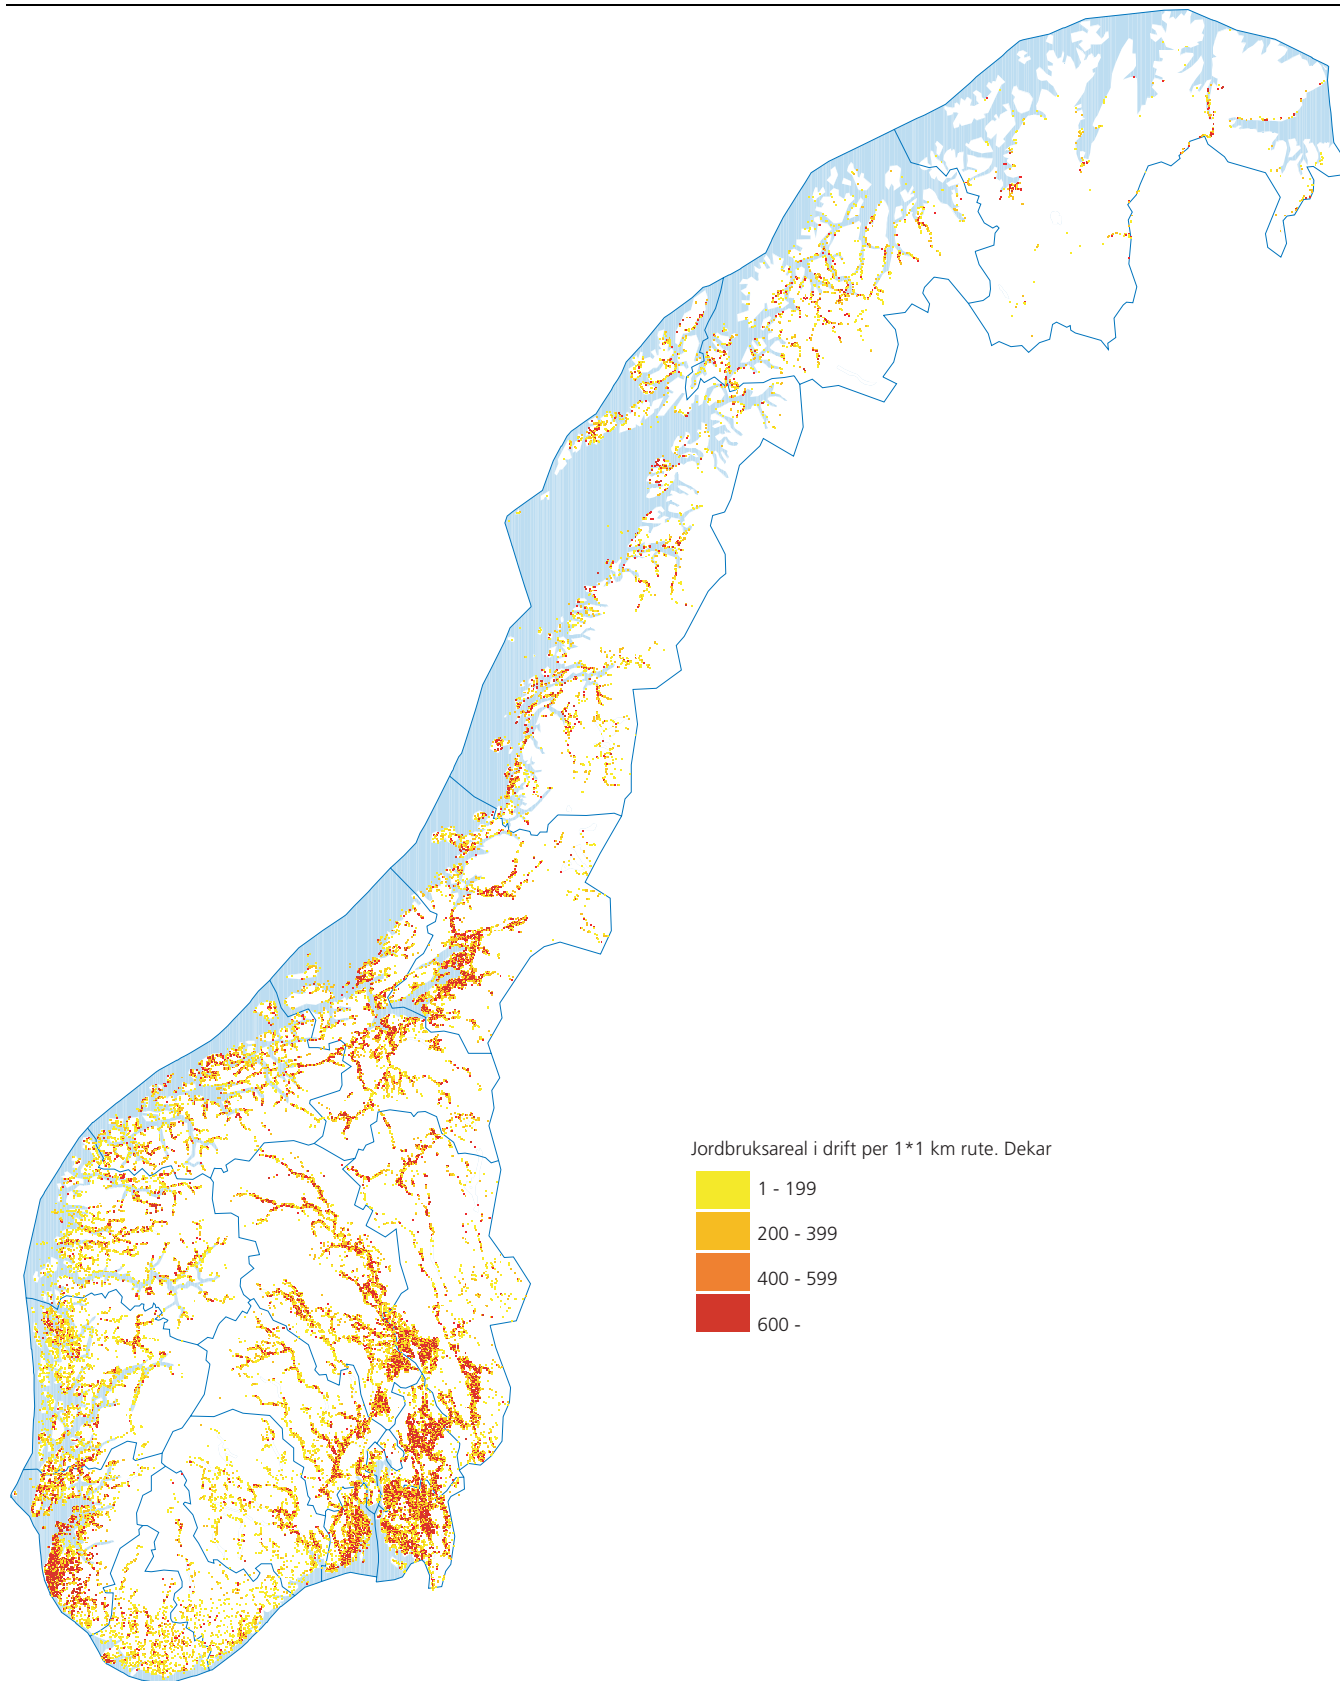 Jordbruksareal i drift per 1*1 km rute. Dekar
1 - 199
200 - 399
400 - 599
600 -